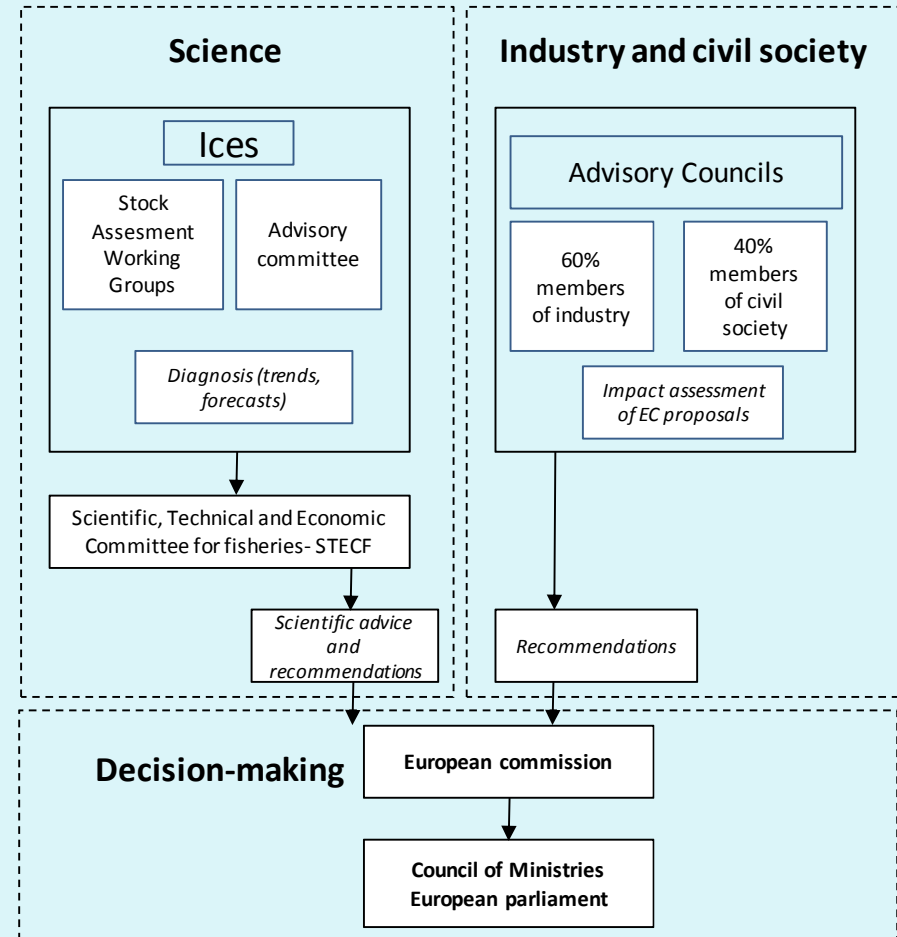 Science
Ices
Stock
Assesment
Working
Groups
Advisory
committee
Diagnosis (trends,
forecasts)
Scientific, Technical and Economic
Committee for fisheries- STECF
Scientific advice
and
recommendations
Industry and civil society
Advisory Councils
60%
members
of industry
40%
members
of civil
society
Impact assessment
of EC proposals
Recommendations
Decision-making
European commission
Council of Ministries
European parliament